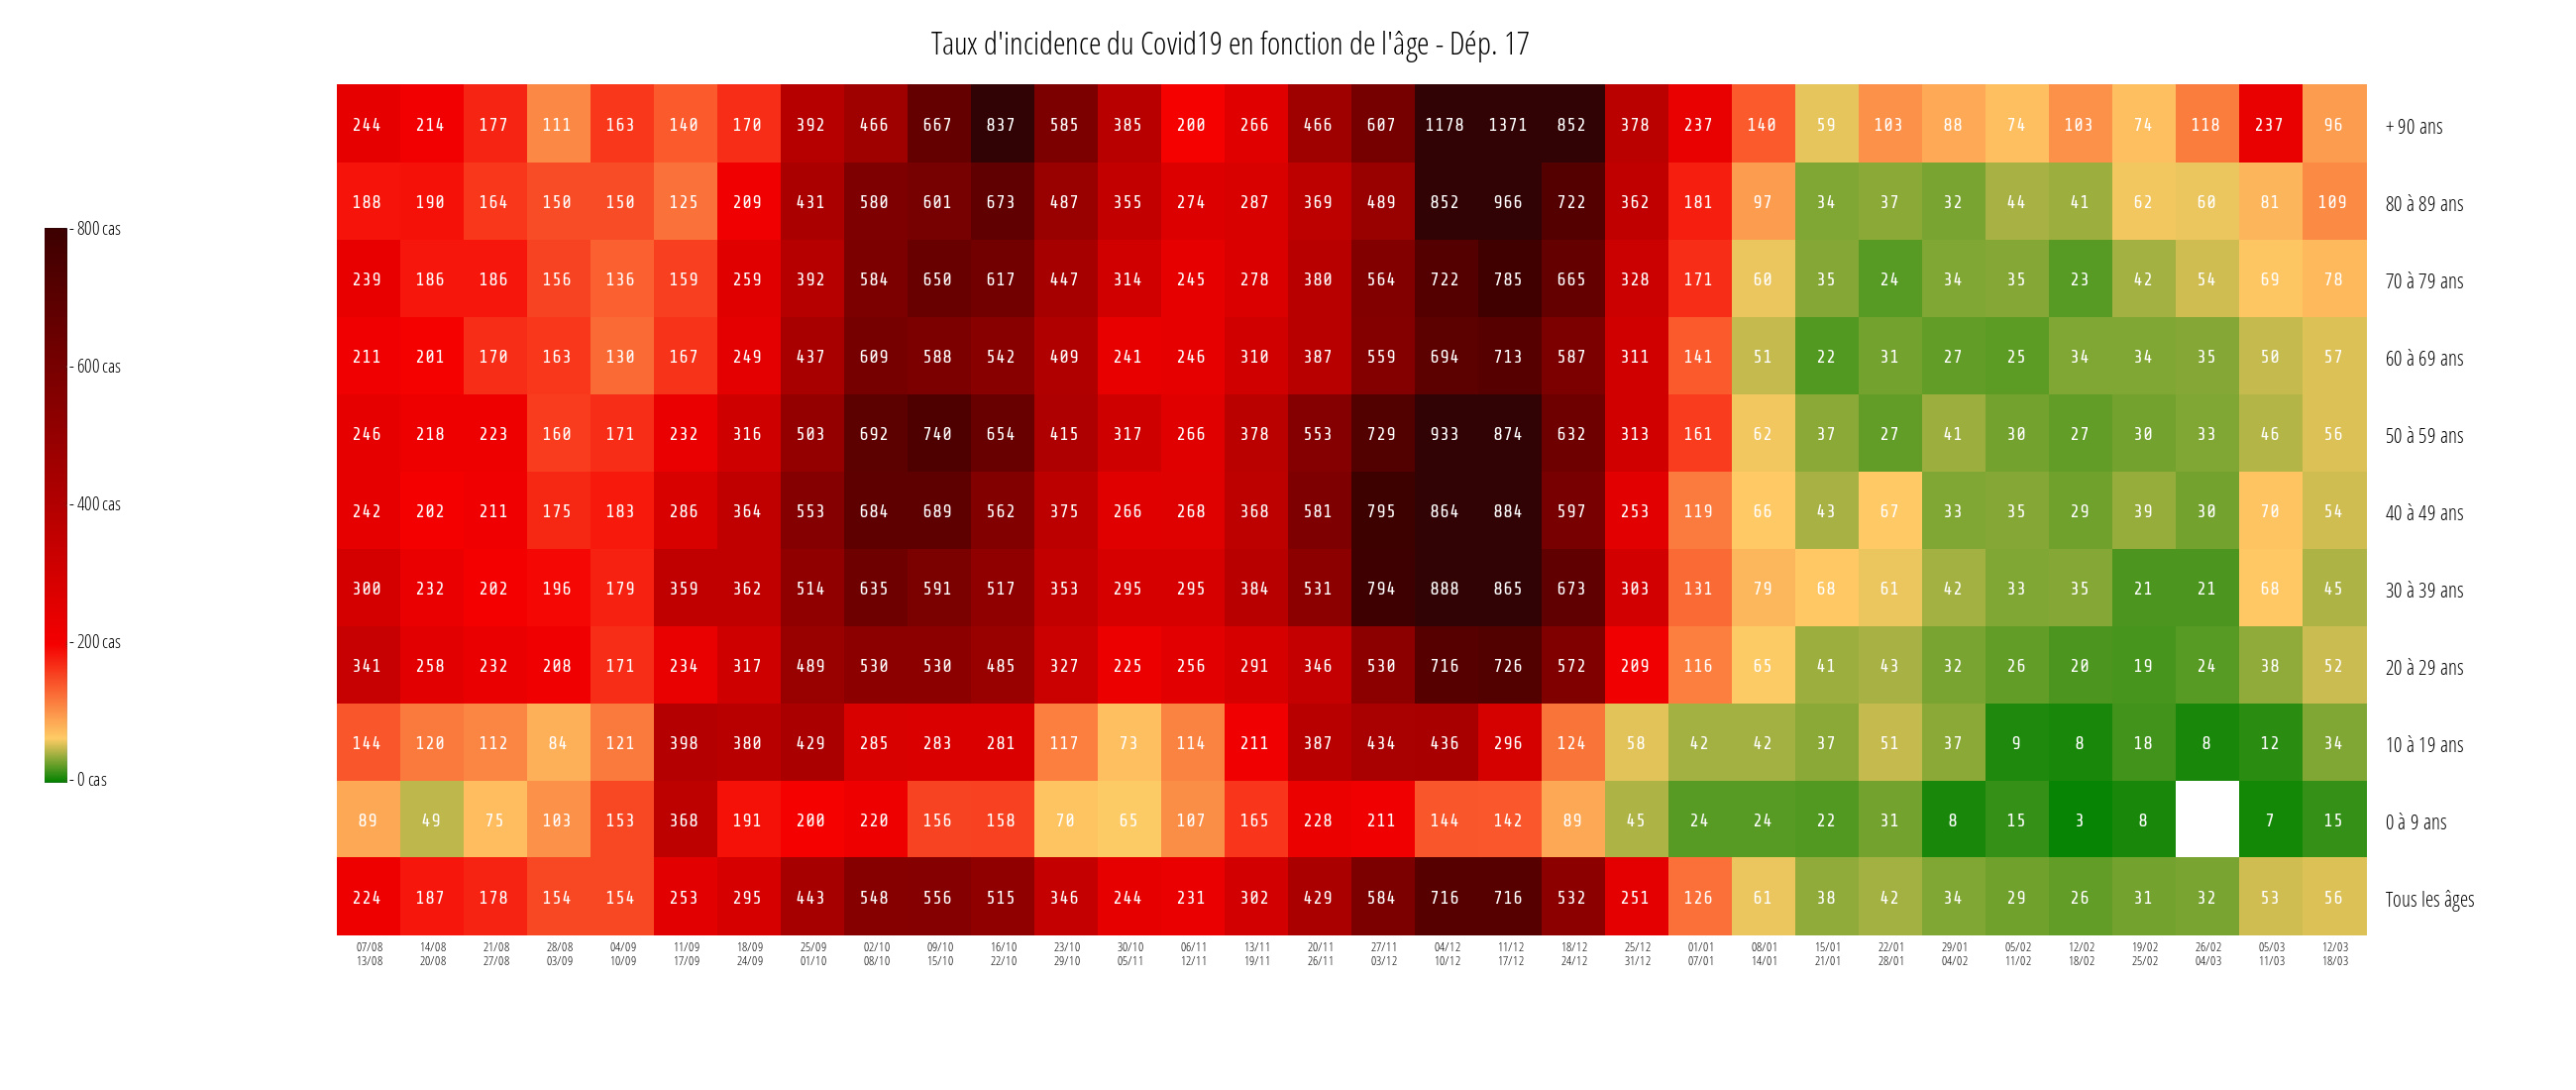 Taux d'incidence du Covid19 en fonction de l'âge - Dép. 17
- 800 cas
- 600 cas
- 400 cas
- 200 cas
- 0 cas
244 214 177 111 163 140 170 392 466 667 837 585 385 200 266 466 607 1178 1371 852 378 237 140 59 103 88 74 103 74 118 237 96 + 90 ans
188 190 164 150 150 125 209 431 580 601 673 487 355 274 287 369 489 852 966 722 362 181 97 34 37 32 44 41 62 60 81 109 80 à 89 ans
239 186 186 156 136 159 259 392 584 650 617 447 314 245 278 380 564 722 785 665 328 171 60 35 24 34 35 23 42 54 69 78 70 à 79 ans
211 201 170 163 130 167 249 437 609 588 542 409 241 246 310 387 559 694 713 587 311 141 51 22 31 27 25 34 34 35 50 57 60 à 69 ans
246 218 223 160 171 232 316 503 692 740 654 415 317 266 378 553 729 933 874 632 313 161 62 37 27 41 30 27 30 33 46 56 50 à 59 ans
242 202 211 175 183 286 364 553 684 689 562 375 266 268 368 581 795 864 884 597 253 119 66 43 67 33 35 29 39 30 70 54 40 à 49 ans
300 232 202 196 179 359 362 514 635 591 517 353 295 295 384 531 794 888 865 673 303 131 79 68 61 42 33 35 21 21 68 45 30 à 39 ans
341 258 232 208 171 234 317 489 530 530 485 327 225 256 291 346 530 716 726 572 209 116 65 41 43 32 26 20 19 24 38 52 20 à 29 ans
144 120 112 84 121 398 380 429 285 283 281 117 73 114 211 387 434 436 296 124 58 42 42 37 51 37 9 8 18 8 12 34 10 à 19 ans
89 49 75 103 153 368 191 200 220 156 158 70 65 107 165 228 211 144 142 89 45 24 24 22 31 8 15 3 8 7 15 0 à 9 ans
224 187 178 154 154 253 295 443 548 556 515 346 244 231 302 429 584 716 716 532 251 126 61 38 42 34 29 26 31 32 53 56 Tous les âges
07/08 14/08 21/08 28/08 04/09 11/09 18/09 25/09 02/10 09/10 16/10 23/10 30/10 06/11 13/11 20/11 27/11 04/12 11/12 18/12 25/12 01/01 08/01 15/01 22/01 29/01 05/02 12/02 19/02 26/02 05/03 12/03
13/08 20/08 27/08 03/09 10/09 17/09 24/09 01/10 08/10 15/10 22/10 29/10 05/11 12/11 19/11 26/11 03/12 10/12 17/12 24/12 31/12 07/01 14/01 21/01 28/01 04/02 11/02 18/02 25/02 04/03 11/03 18/03